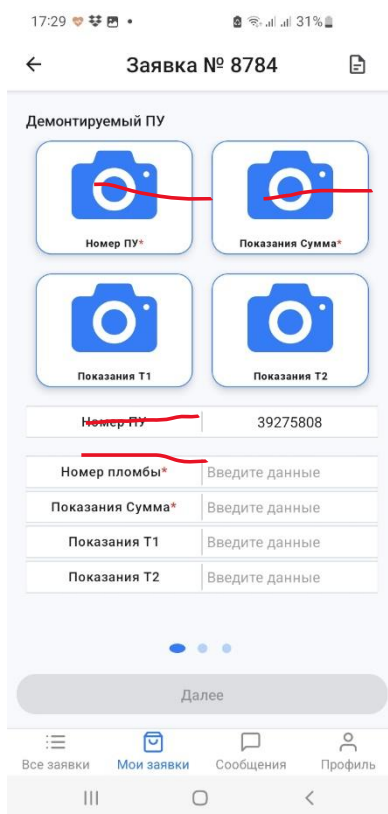 17:29 31%
Заявка № 8784
Демонтируемый ПУ
Номер ПУ* Показания Сумма*
Показания Т1 Показания Т2
Номер ПУ 39275808
Номер пломбы* Введите данные
Показания Сумма* Введите данные
Показания Т1 Введите данные
Показания Т2 Введите данные
Далее
Все заявки Мои заявки Сообщения Профиль